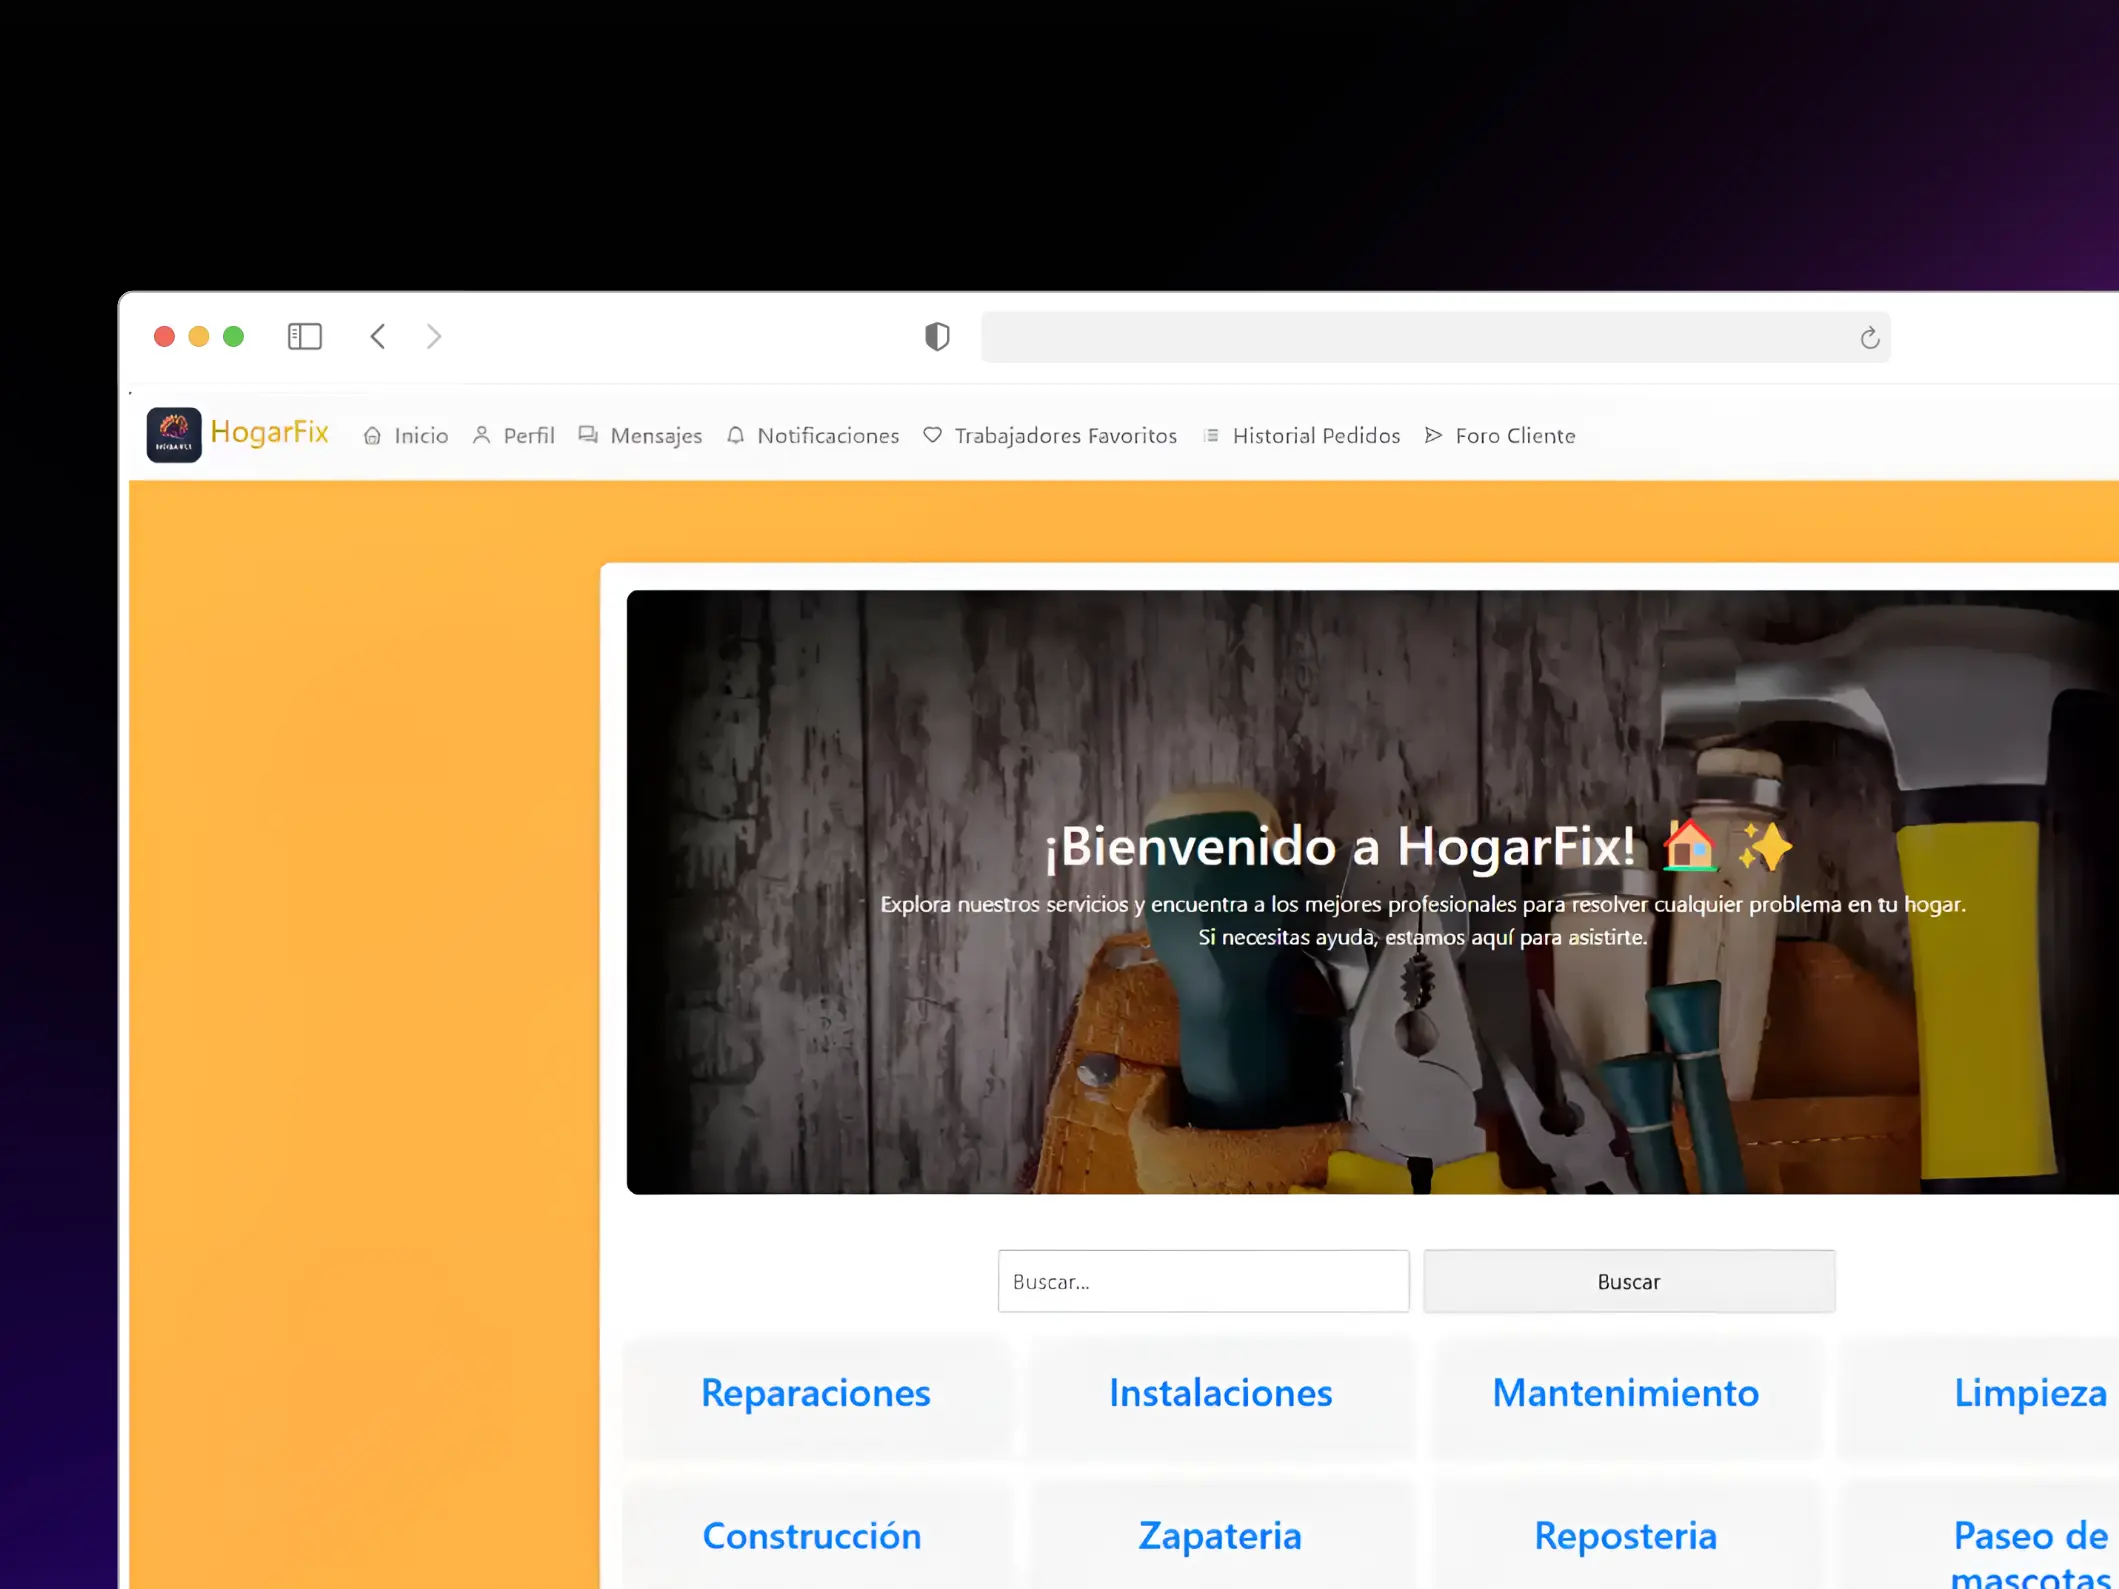 HogarFix Inicio Perfil Mensajes Notificaciones Trabajadores Favoritos Historial Pedidos Foro Cliente
¡Bienvenido a HogarFix! 🏠 ✨
Explora nuestros servicios y encuentra a los mejores profesionales para resolver cualquier problema en tu hogar.
Si necesitas ayuda, estamos aquí para asistirte.
Buscar... Buscar
Reparaciones Instalaciones Mantenimiento Limpieza
Construcción Zapateria Reposteria Paseo de
mascotas